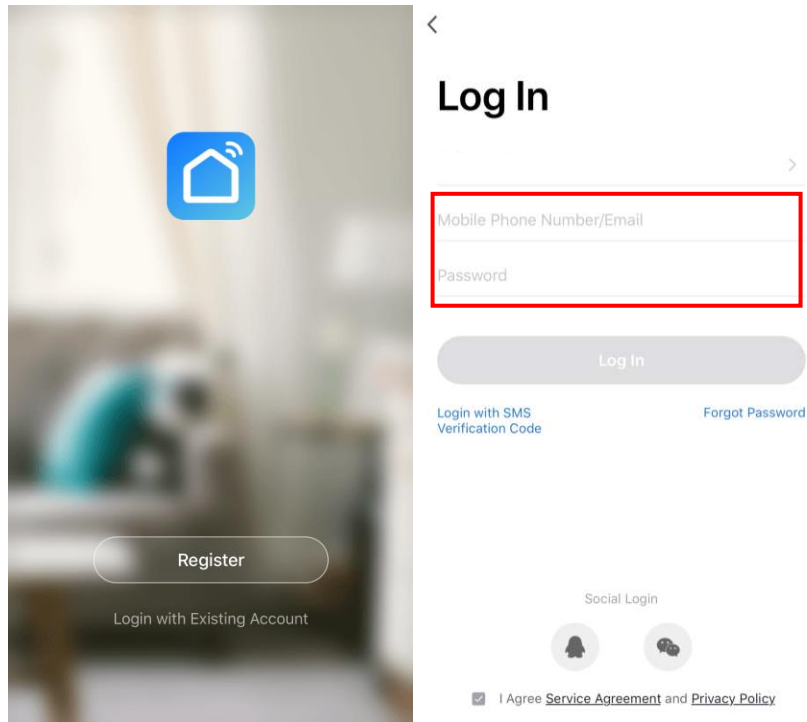 Register
Login with Existing Account
Log In
Mobile Phone Number/Email
Password
Log In
Login with SMS
Verification Code
Forgot Password
Social Login
I Agree Service Agreement and Privacy Policy